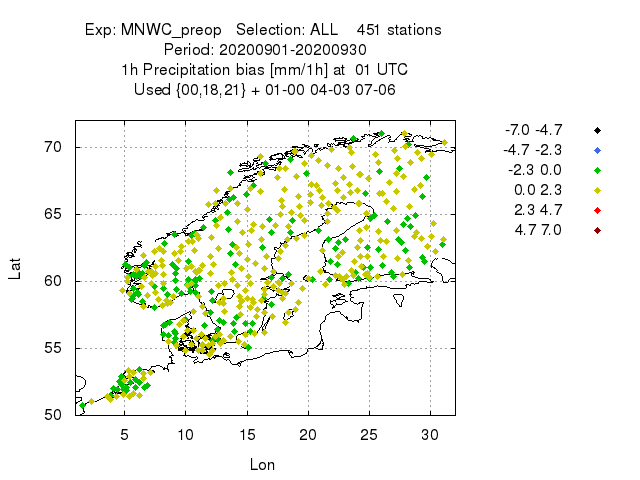 Exp: MNWC_preop   Selection: ALL    451 stations
Period: 20200901-20200930
1h Precipitation bias [mm/1h] at  01 UTC
Used {00,18,21} + 01-00 04-03 07-06
-7.0 -4.7
-4.7 -2.3
-2.3 0.0
0.0 2.3
2.3 4.7
4.7 7.0
70
65
60
55
50
Lat
5 10 15 20 25 30
Lon